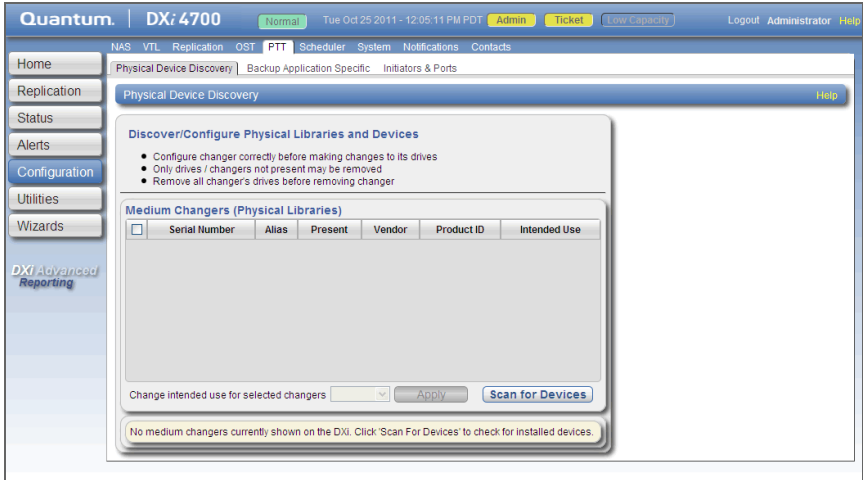 Quantum. DXi 4700 Normal Tue Oct 25 2011 - 12:05:11 PM PDT Admin Ticket Low Capacity Logout Administrator Help
NAS VTL Replication OST PTT Scheduler System Notifications Contacts
Physical Device Discovery Backup Application Specific Initiators & Ports
Home
Replication
Status
Alerts
Configuration
Utilities
Wizards
DXi Advanced
Reporting
Physical Device Discovery Help
Discover/Configure Physical Libraries and Devices
• Configure changer correctly before making changes to its drives
• Only drives / changers not present may be removed
• Remove all changer's drives before removing changer
Medium Changers (Physical Libraries)
Serial Number Alias Present Vendor Product ID Intended Use
Change intended use for selected changers Apply Scan for Devices
No medium changers currently shown on the DXi. Click 'Scan For Devices' to check for installed devices.